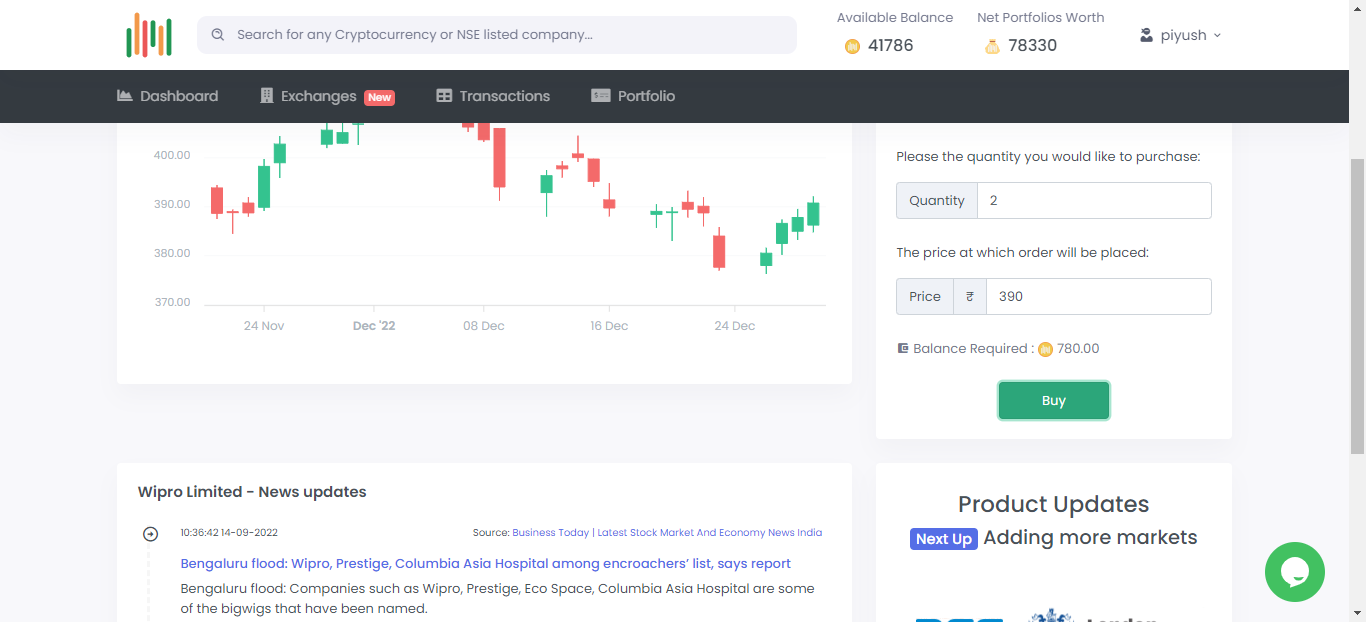 Search for any Cryptocurrency or NSE listed company...
Available Balance
41786
Net Portfolios Worth
78330
piyush
Dashboard
Exchanges New
Transactions
Portfolio
400.00
390.00
380.00
370.00
24 Nov
Dec '22
08 Dec
16 Dec
24 Dec
Please the quantity you would like to purchase:
Quantity 2
The price at which order will be placed:
Price ₹ 390
Balance Required : 780.00
Buy
Wipro Limited - News updates
10:36:42 14-09-2022
Source: Business Today | Latest Stock Market And Economy News India
Bengaluru flood: Wipro, Prestige, Columbia Asia Hospital among encroachers’ list, says report
Bengaluru flood: Companies such as Wipro, Prestige, Eco Space, Columbia Asia Hospital are some
of the bigwigs that have been named.
Product Updates
Next Up Adding more markets